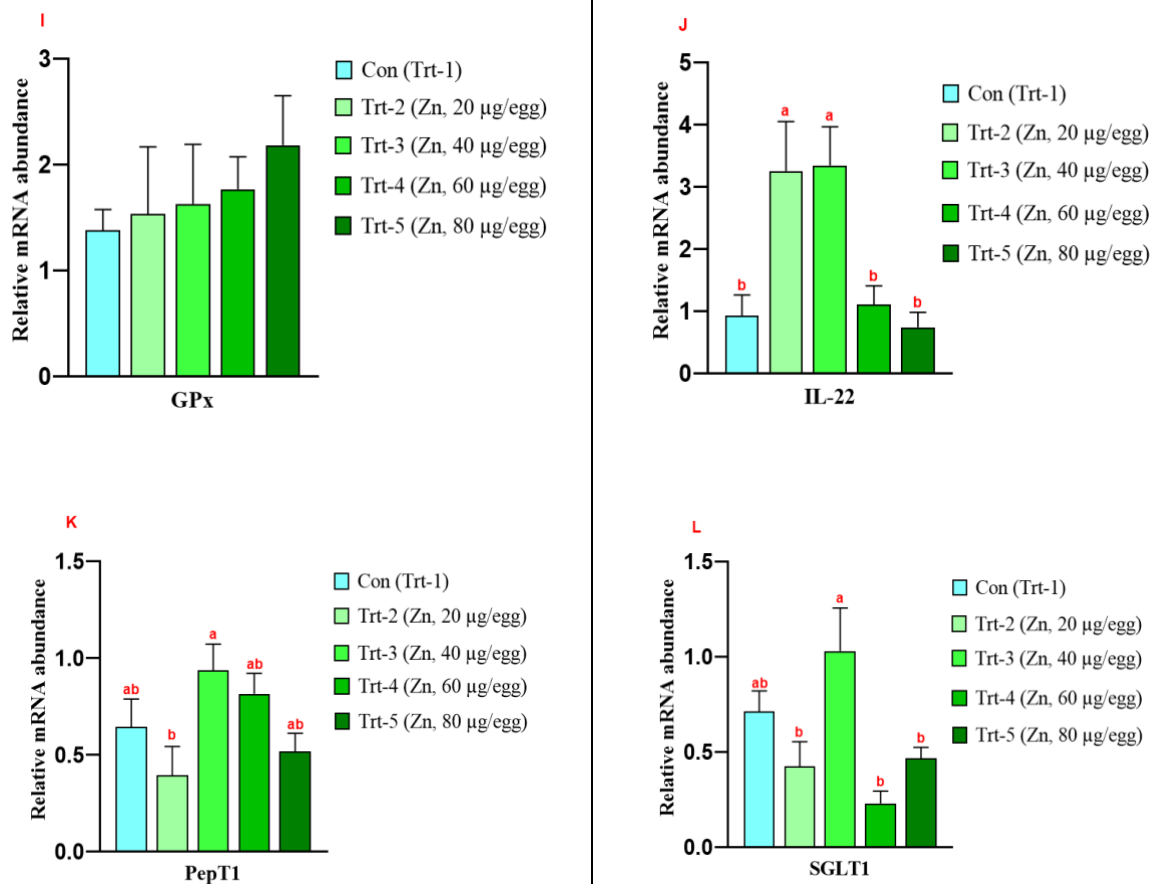 I
3
2
1
0
Relative mRNA abundance
GPx
Con (Trt-1)
Trt-2 (Zn, 20 µg/egg)
Trt-3 (Zn, 40 µg/egg)
Trt-4 (Zn, 60 µg/egg)
Trt-5 (Zn, 80 µg/egg)
J
5
4
3
2
1
0
Relative mRNA abundance
b
a
a
b
b
IL-22
Con (Trt-1)
Trt-2 (Zn, 20 µg/egg)
Trt-3 (Zn, 40 µg/egg)
Trt-4 (Zn, 60 µg/egg)
Trt-5 (Zn, 80 µg/egg)
K
1.5
1.0
0.5
0.0
Relative mRNA abundance
ab
b
a
ab
ab
PepT1
Con (Trt-1)
Trt-2 (Zn, 20 µg/egg)
Trt-3 (Zn, 40 µg/egg)
Trt-4 (Zn, 60 µg/egg)
Trt-5 (Zn, 80 µg/egg)
L
1.5
1.0
0.5
0.0
Relative mRNA abundance
ab
b
a
b
b
SGLT1
Con (Trt-1)
Trt-2 (Zn, 20 µg/egg)
Trt-3 (Zn, 40 µg/egg)
Trt-4 (Zn, 60 µg/egg)
Trt-5 (Zn, 80 µg/egg)